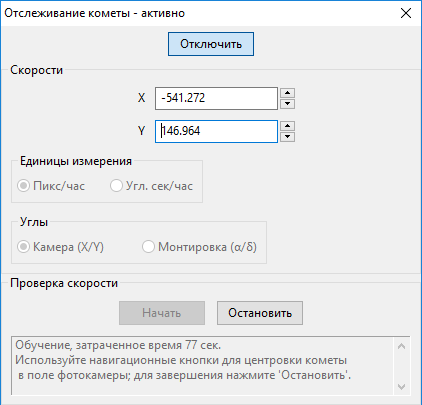 Отслеживание кометы - активно
Отключить
Скорости
X -541.272
Y 146.964
Единицы измерения
Пикс/час Угл. сек/час
Углы
Камера (X/Y) Монтировка (α/δ)
Проверка скорости
Начать Остановить
Обучение, затраченное время 77 сек.
Используйте навигационные кнопки для центровки кометы
в поле фотокамеры; для завершения нажмите 'Остановить'.